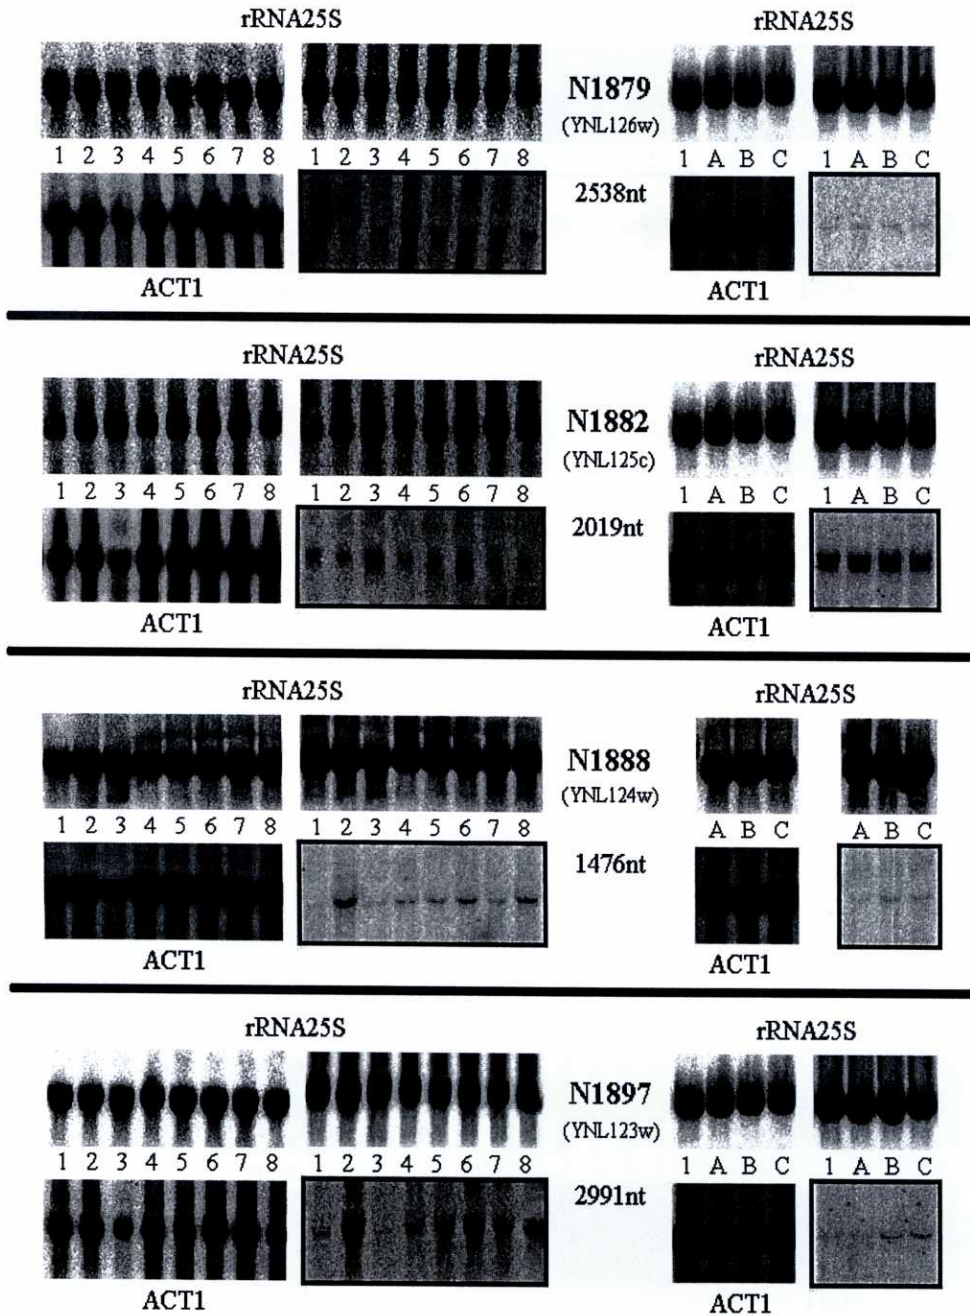 rRNA25S rRNA25S
N1879
(YNL126w)
1 2 3 4 5 6 7 8 1 2 3 4 5 6 7 8 1 A B C 1 A B C
2538nt
ACT1 ACT1
rRNA25S rRNA25S
N1882
(YNL125c)
1 2 3 4 5 6 7 8 1 2 3 4 5 6 7 8 1 A B C 1 A B C
2019nt
ACT1 ACT1
rRNA25S rRNA25S
N1888
(YNL124w)
1 2 3 4 5 6 7 8 1 2 3 4 5 6 7 8 A B C A B C
1476nt
ACT1 ACT1
rRNA25S rRNA25S
N1897
(YNL123w)
1 2 3 4 5 6 7 8 1 2 3 4 5 6 7 8 1 A B C 1 A B C
2991nt
ACT1 ACT1